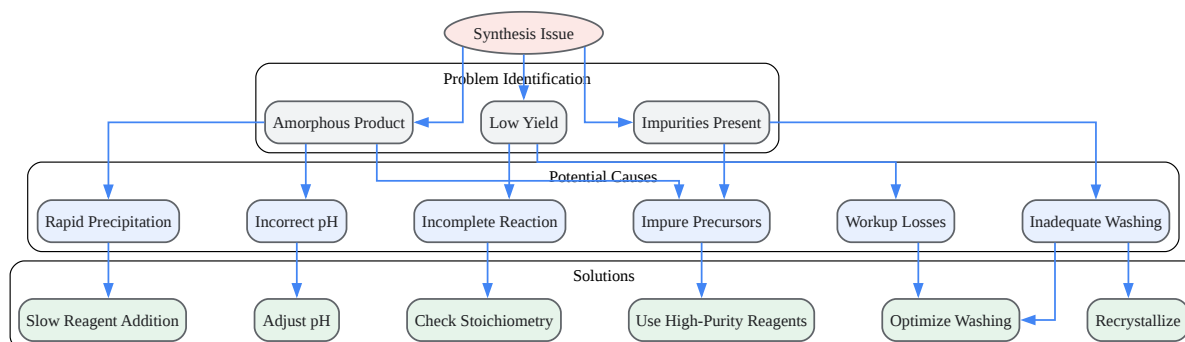 Synthesis Issue
Problem Identification
Amorphous Product
Low Yield
Impurities Present
Potential Causes
Rapid Precipitation
Incorrect pH
Incomplete Reaction
Impure Precursors
Workup Losses
Inadequate Washing
Solutions
Slow Reagent Addition
Adjust pH
Check Stoichiometry
Use High-Purity Reagents
Optimize Washing
Recrystallize